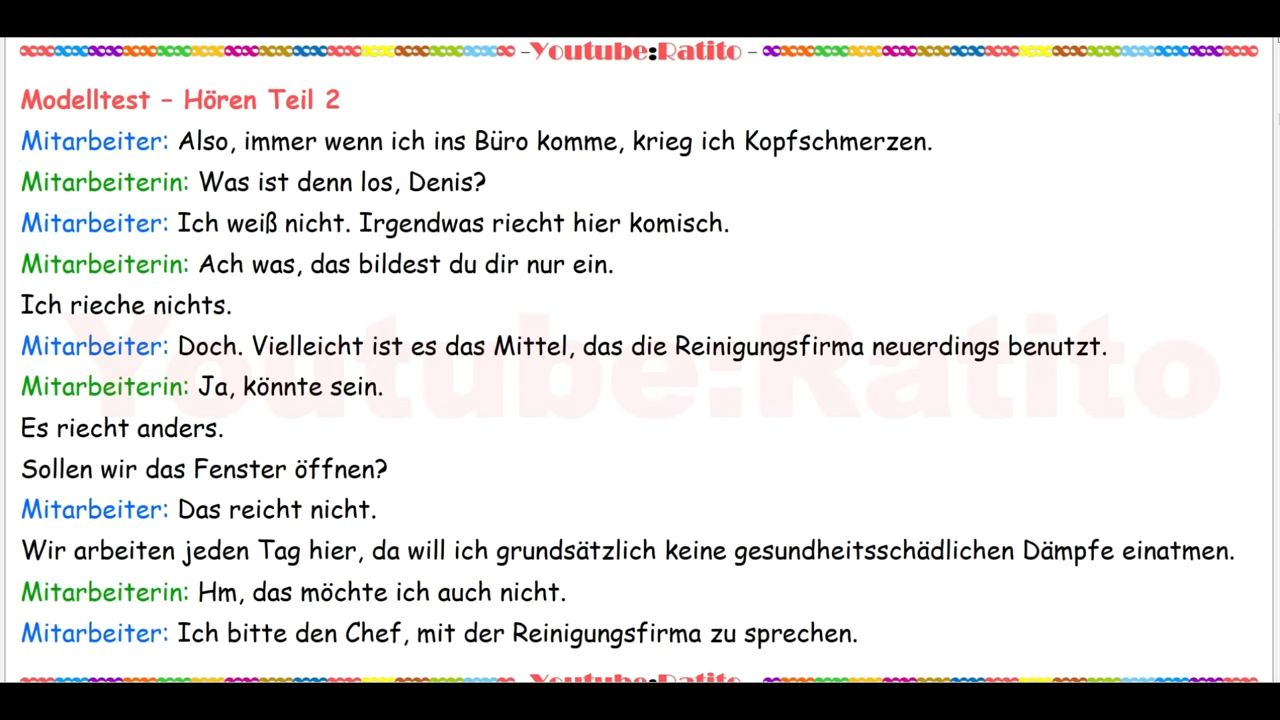 –Youtube:Ratito –
Modelltest – Hören Teil 2
Mitarbeiter: Also, immer wenn ich ins Büro komme, krieg ich Kopfschmerzen.
Mitarbeiterin: Was ist denn los, Denis?
Mitarbeiter: Ich weiß nicht. Irgendwas riecht hier komisch.
Mitarbeiterin: Ach was, das bildest du dir nur ein.
Ich rieche nichts.
Mitarbeiter: Doch. Vielleicht ist es das Mittel, das die Reinigungsfirma neuerdings benutzt.
Youtube:Ratito
Mitarbeiterin: Ja, könnte sein.
Es riecht anders.
Sollen wir das Fenster öffnen?
Mitarbeiter: Das reicht nicht.
Wir arbeiten jeden Tag hier, da will ich grundsätzlich keine gesundheitsschädlichen Dämpfe einatmen.
Mitarbeiterin: Hm, das möchte ich auch nicht.
Mitarbeiter: Ich bitte den Chef, mit der Reinigungsfirma zu sprechen.
–Youtube:Ratito –